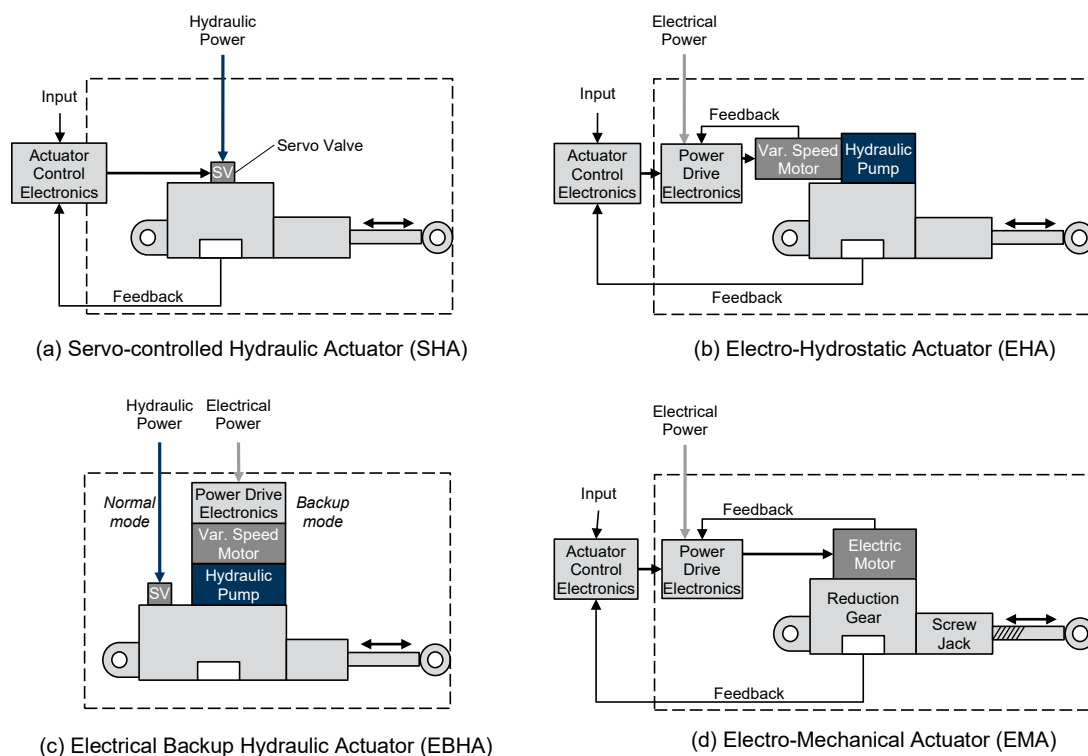 Hydraulic
Power
Input
Servo Valve
Actuator
Control
Electronics
SV
Feedback
(a) Servo-controlled Hydraulic Actuator (SHA)
Electrical
Power
Input
Feedback
Actuator
Control
Electronics
Power
Drive
Electronics
Var. Speed
Motor
Hydraulic
Pump
Feedback
(b) Electro-Hydrostatic Actuator (EHA)
Hydraulic
Power
Electrical
Power
Normal
mode
Power Drive
Electronics
Backup
mode
Var. Speed
Motor
Hydraulic
Pump
SV
(c) Electrical Backup Hydraulic Actuator (EBHA)
Electrical
Power
Input
Feedback
Actuator
Control
Electronics
Power
Drive
Electronics
Electric
Motor
Reduction
Gear
Screw
Jack
Feedback
(d) Electro-Mechanical Actuator (EMA)